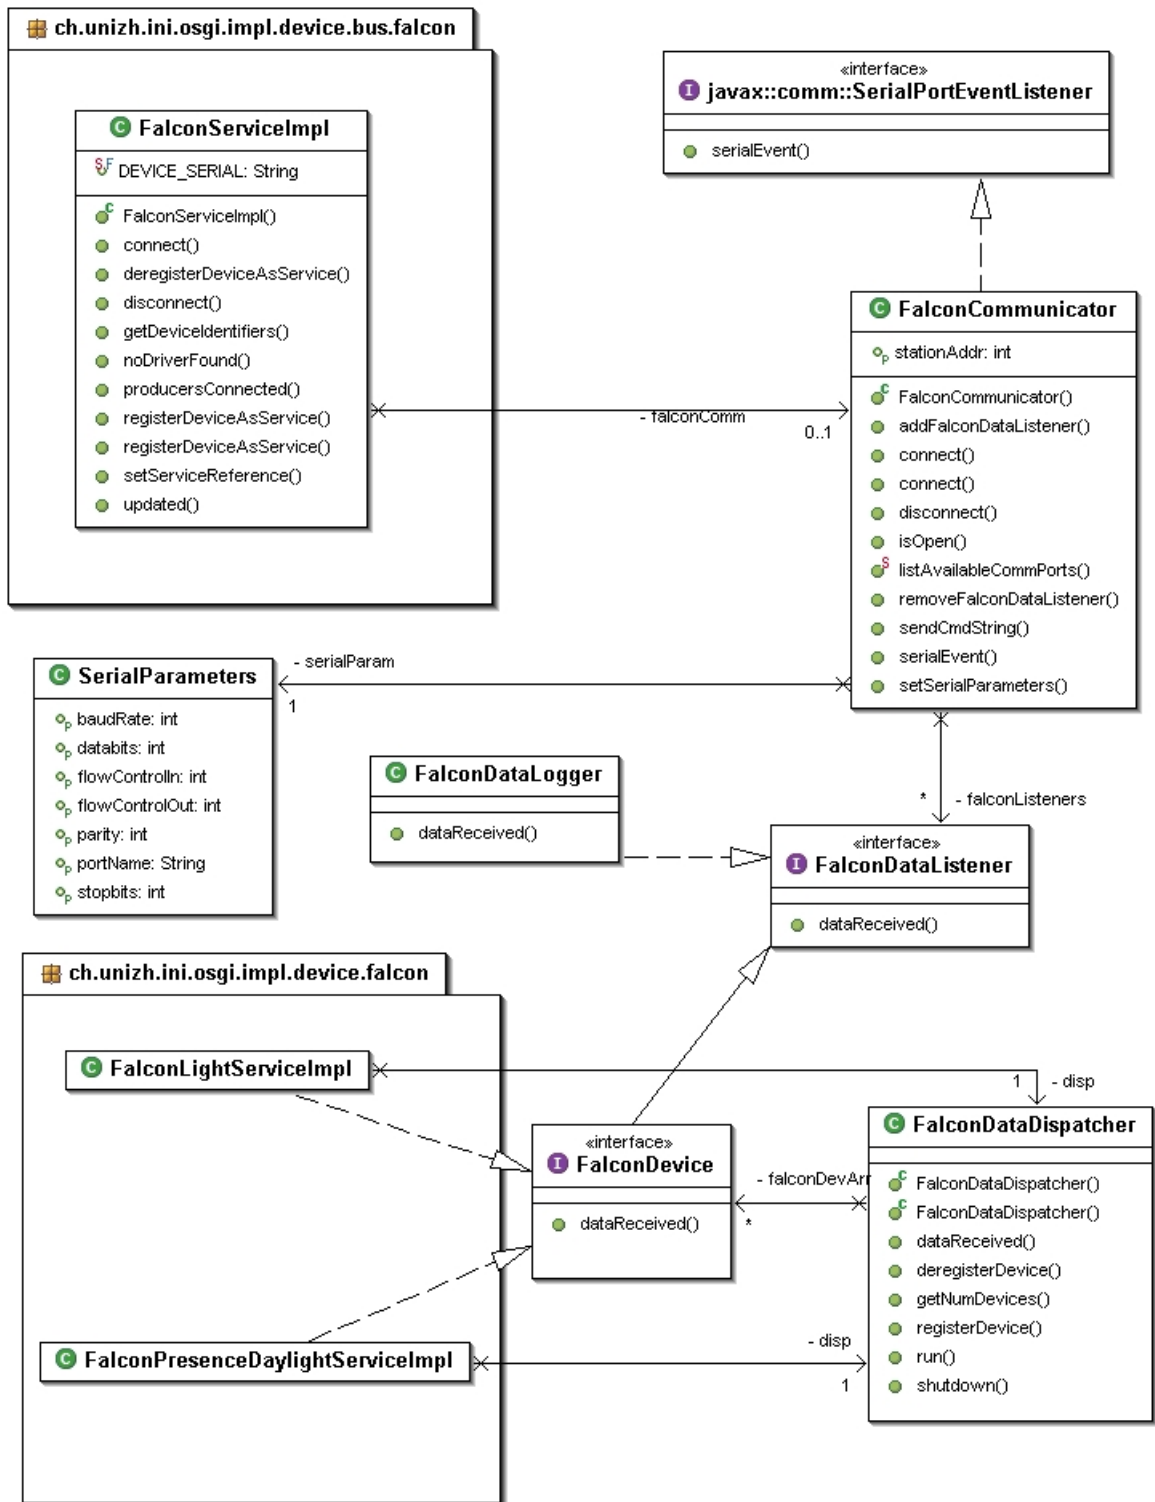 ch.unizh.ini.osgi.impl.device.bus.falcon
C FalconServiceImpl
S F DEVICE_SERIAL: String
C FalconServiceImpl()
connect()
deregisterDeviceAsService()
disconnect()
getDeviceIdentifiers()
noDriverFound()
producersConnected()
registerDeviceAsService()
registerDeviceAsService()
setServiceReference()
updated()
«interface»
I javax::comm::SerialPortEventListener
serialEvent()
- falconComm
0..1
C FalconCommunicator
P stationAddr: int
C FalconCommunicator()
addFalconDataListener()
connect()
connect()
disconnect()
isOpen()
S listAvailableCommPorts()
removeFalconDataListener()
sendCmdString()
serialEvent()
setSerialParameters()
- serialParam
1
C SerialParameters
P baudRate: int
P databits: int
P flowControlIn: int
P flowControlOut: int
P parity: int
P portName: String
P stopbits: int
C FalconDataLogger
dataReceived()
* - falconListeners
«interface»
I FalconDataListener
dataReceived()
ch.unizh.ini.osgi.impl.device.falcon
C FalconLightServiceImpl
1 - disp
«interface»
I FalconDevice
dataReceived()
- falconDevArr
*
C FalconDataDispatcher
C FalconDataDispatcher()
C FalconDataDispatcher()
dataReceived()
deregisterDevice()
getNumDevices()
registerDevice()
run()
shutdown()
C FalconPresenceDaylightServiceImpl
- disp
1